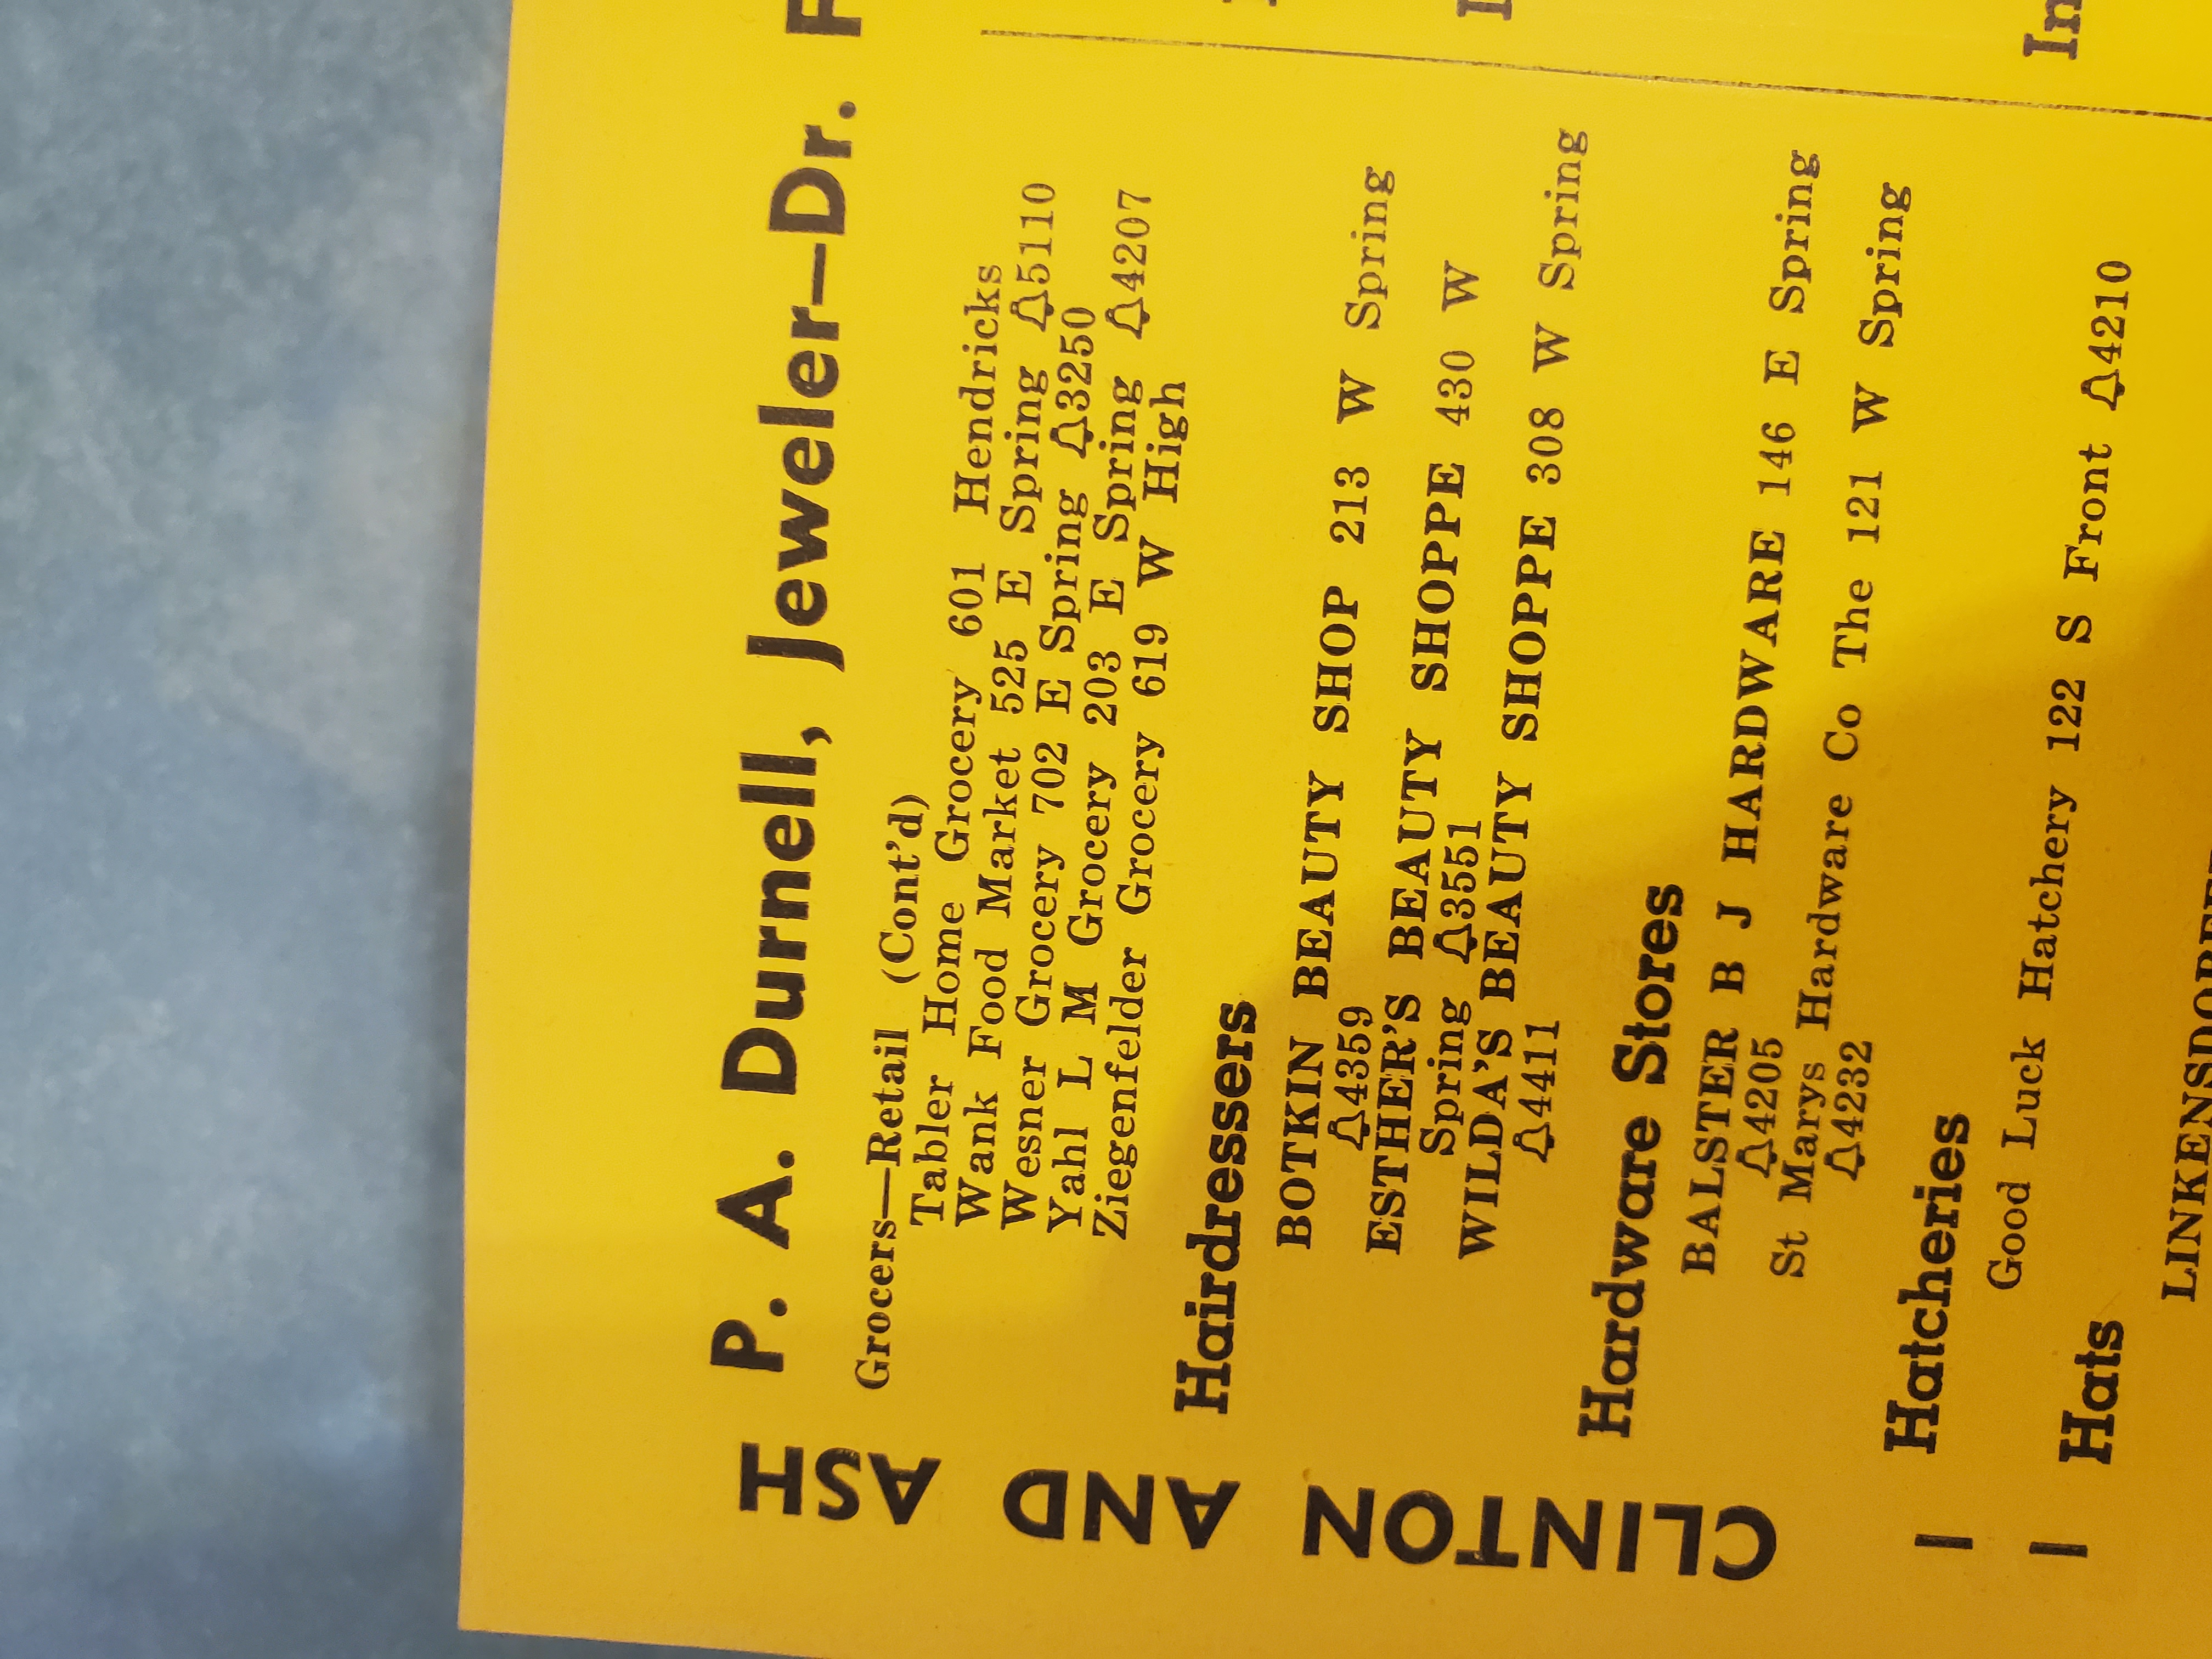 P. A. Durnell, Jeweler—Dr.
Grocers—Retail (Cont'd)
Tabler Home Grocery 601 Hendricks
Wank Food Market 525 E Spring 🔔5110
Wesner Grocery 702 E Spring 🔔3250
Yahl L M Grocery 203 E Spring 🔔4207
Ziegenfelder Grocery 619 W High
Hairdressers
BOTKIN BEAUTY SHOP 213 W Spring
🔔4359
ESTHER'S BEAUTY SHOPPE 430 W
Spring 🔔3551
WILDA'S BEAUTY SHOPPE 308 W Spring
🔔4411
Hardware Stores
BALSTER B J HARDWARE 146 E Spring
🔔4205
St Marys Hardware Co The 121 W Spring
🔔4232
Hatcheries
Good Luck Hatchery 122 S Front 🔔4210
Hats
In
CLINTON AND ASH